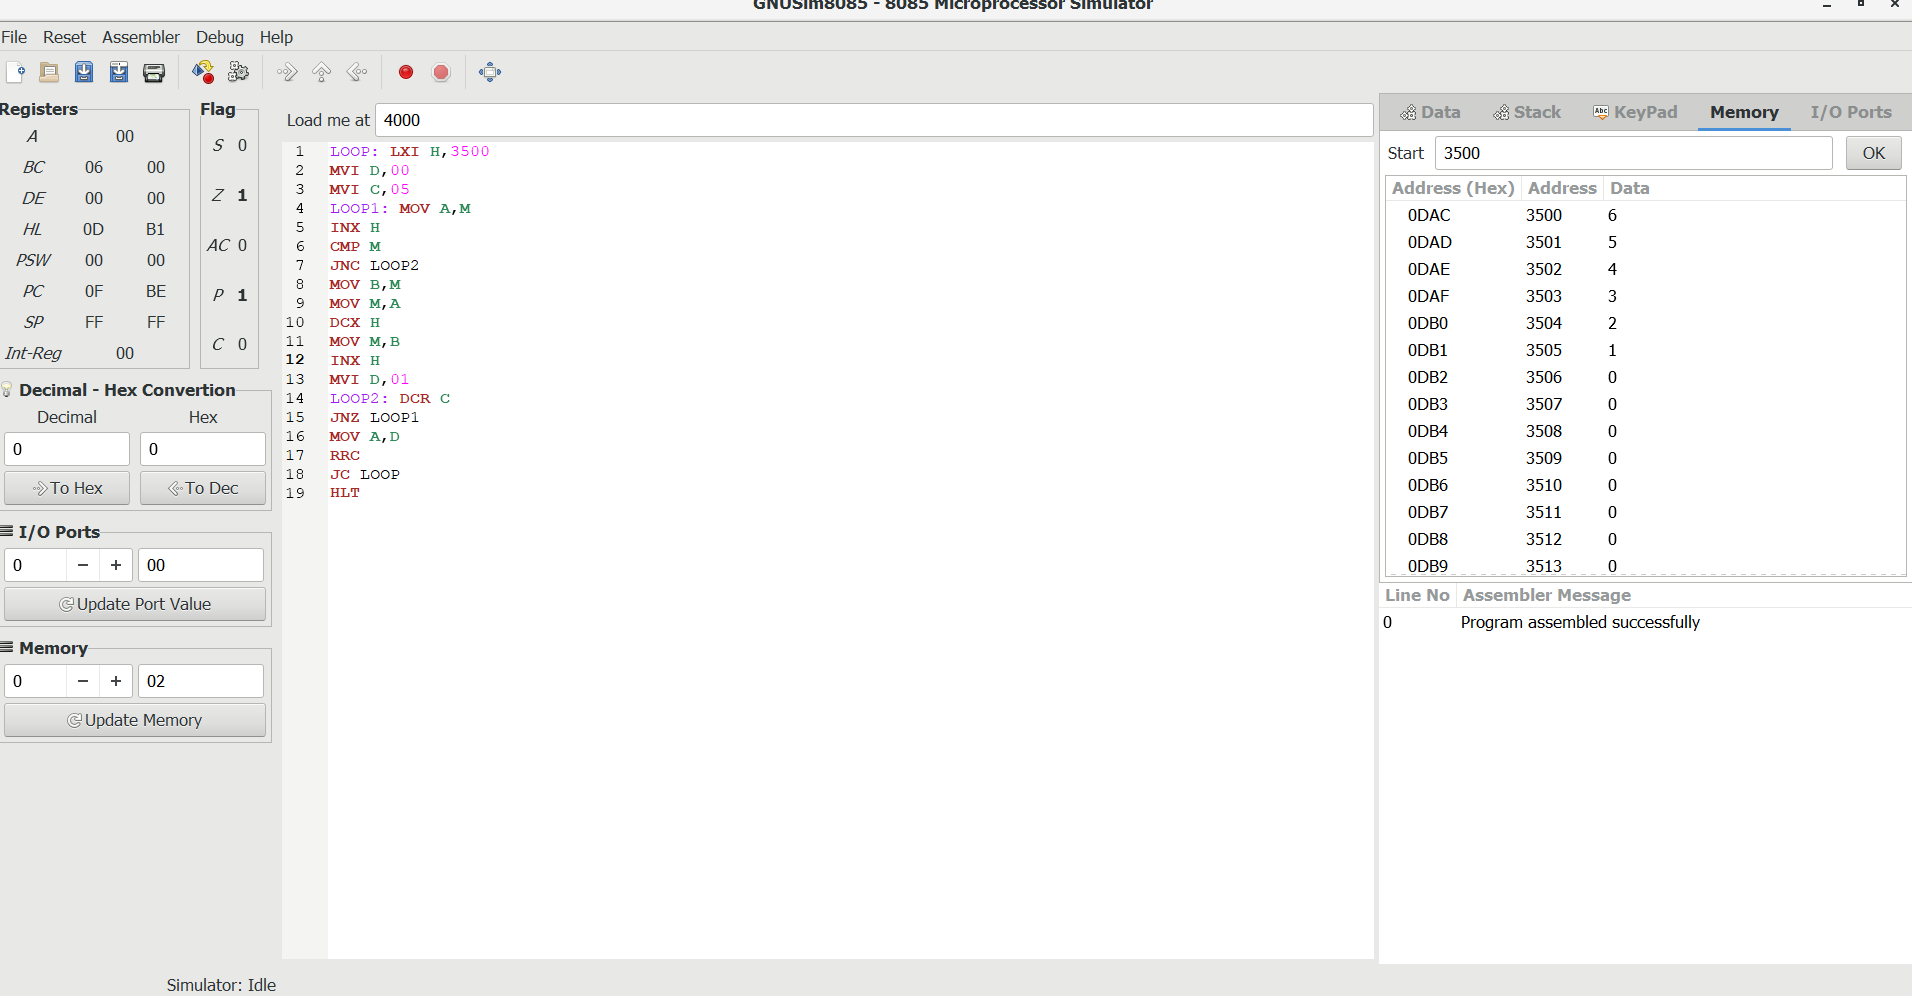 GNUSim8085 - 8085 Microprocessor Simulator
File Reset Assembler Debug Help
Registers
A 00
BC 06 00
DE 00 00
HL 0D B1
PSW 00 00
PC 0F BE
SP FF FF
Int-Reg 00
Flag
S 0
Z 1
AC 0
P 1
C 0
Decimal - Hex Convertion
Decimal Hex
0 0
To Hex To Dec
I/O Ports
0 − + 00
Update Port Value
Memory
0 − + 02
Update Memory
Load me at 4000
1 LOOP: LXI H,3500
2 MVI D,00
3 MVI C,05
4 LOOP1: MOV A,M
5 INX H
6 CMP M
7 JNC LOOP2
8 MOV B,M
9 MOV M,A
10 DCX H
11 MOV M,B
12 INX H
13 MVI D,01
14 LOOP2: DCR C
15 JNZ LOOP1
16 MOV A,D
17 RRC
18 JC LOOP
19 HLT
Data Stack Abc KeyPad Memory I/O Ports
Start 3500 OK
Address (Hex) Address Data
0DAC 3500 6
0DAD 3501 5
0DAE 3502 4
0DAF 3503 3
0DB0 3504 2
0DB1 3505 1
0DB2 3506 0
0DB3 3507 0
0DB4 3508 0
0DB5 3509 0
0DB6 3510 0
0DB7 3511 0
0DB8 3512 0
0DB9 3513 0
Line No Assembler Message
0 Program assembled successfully
Simulator: Idle